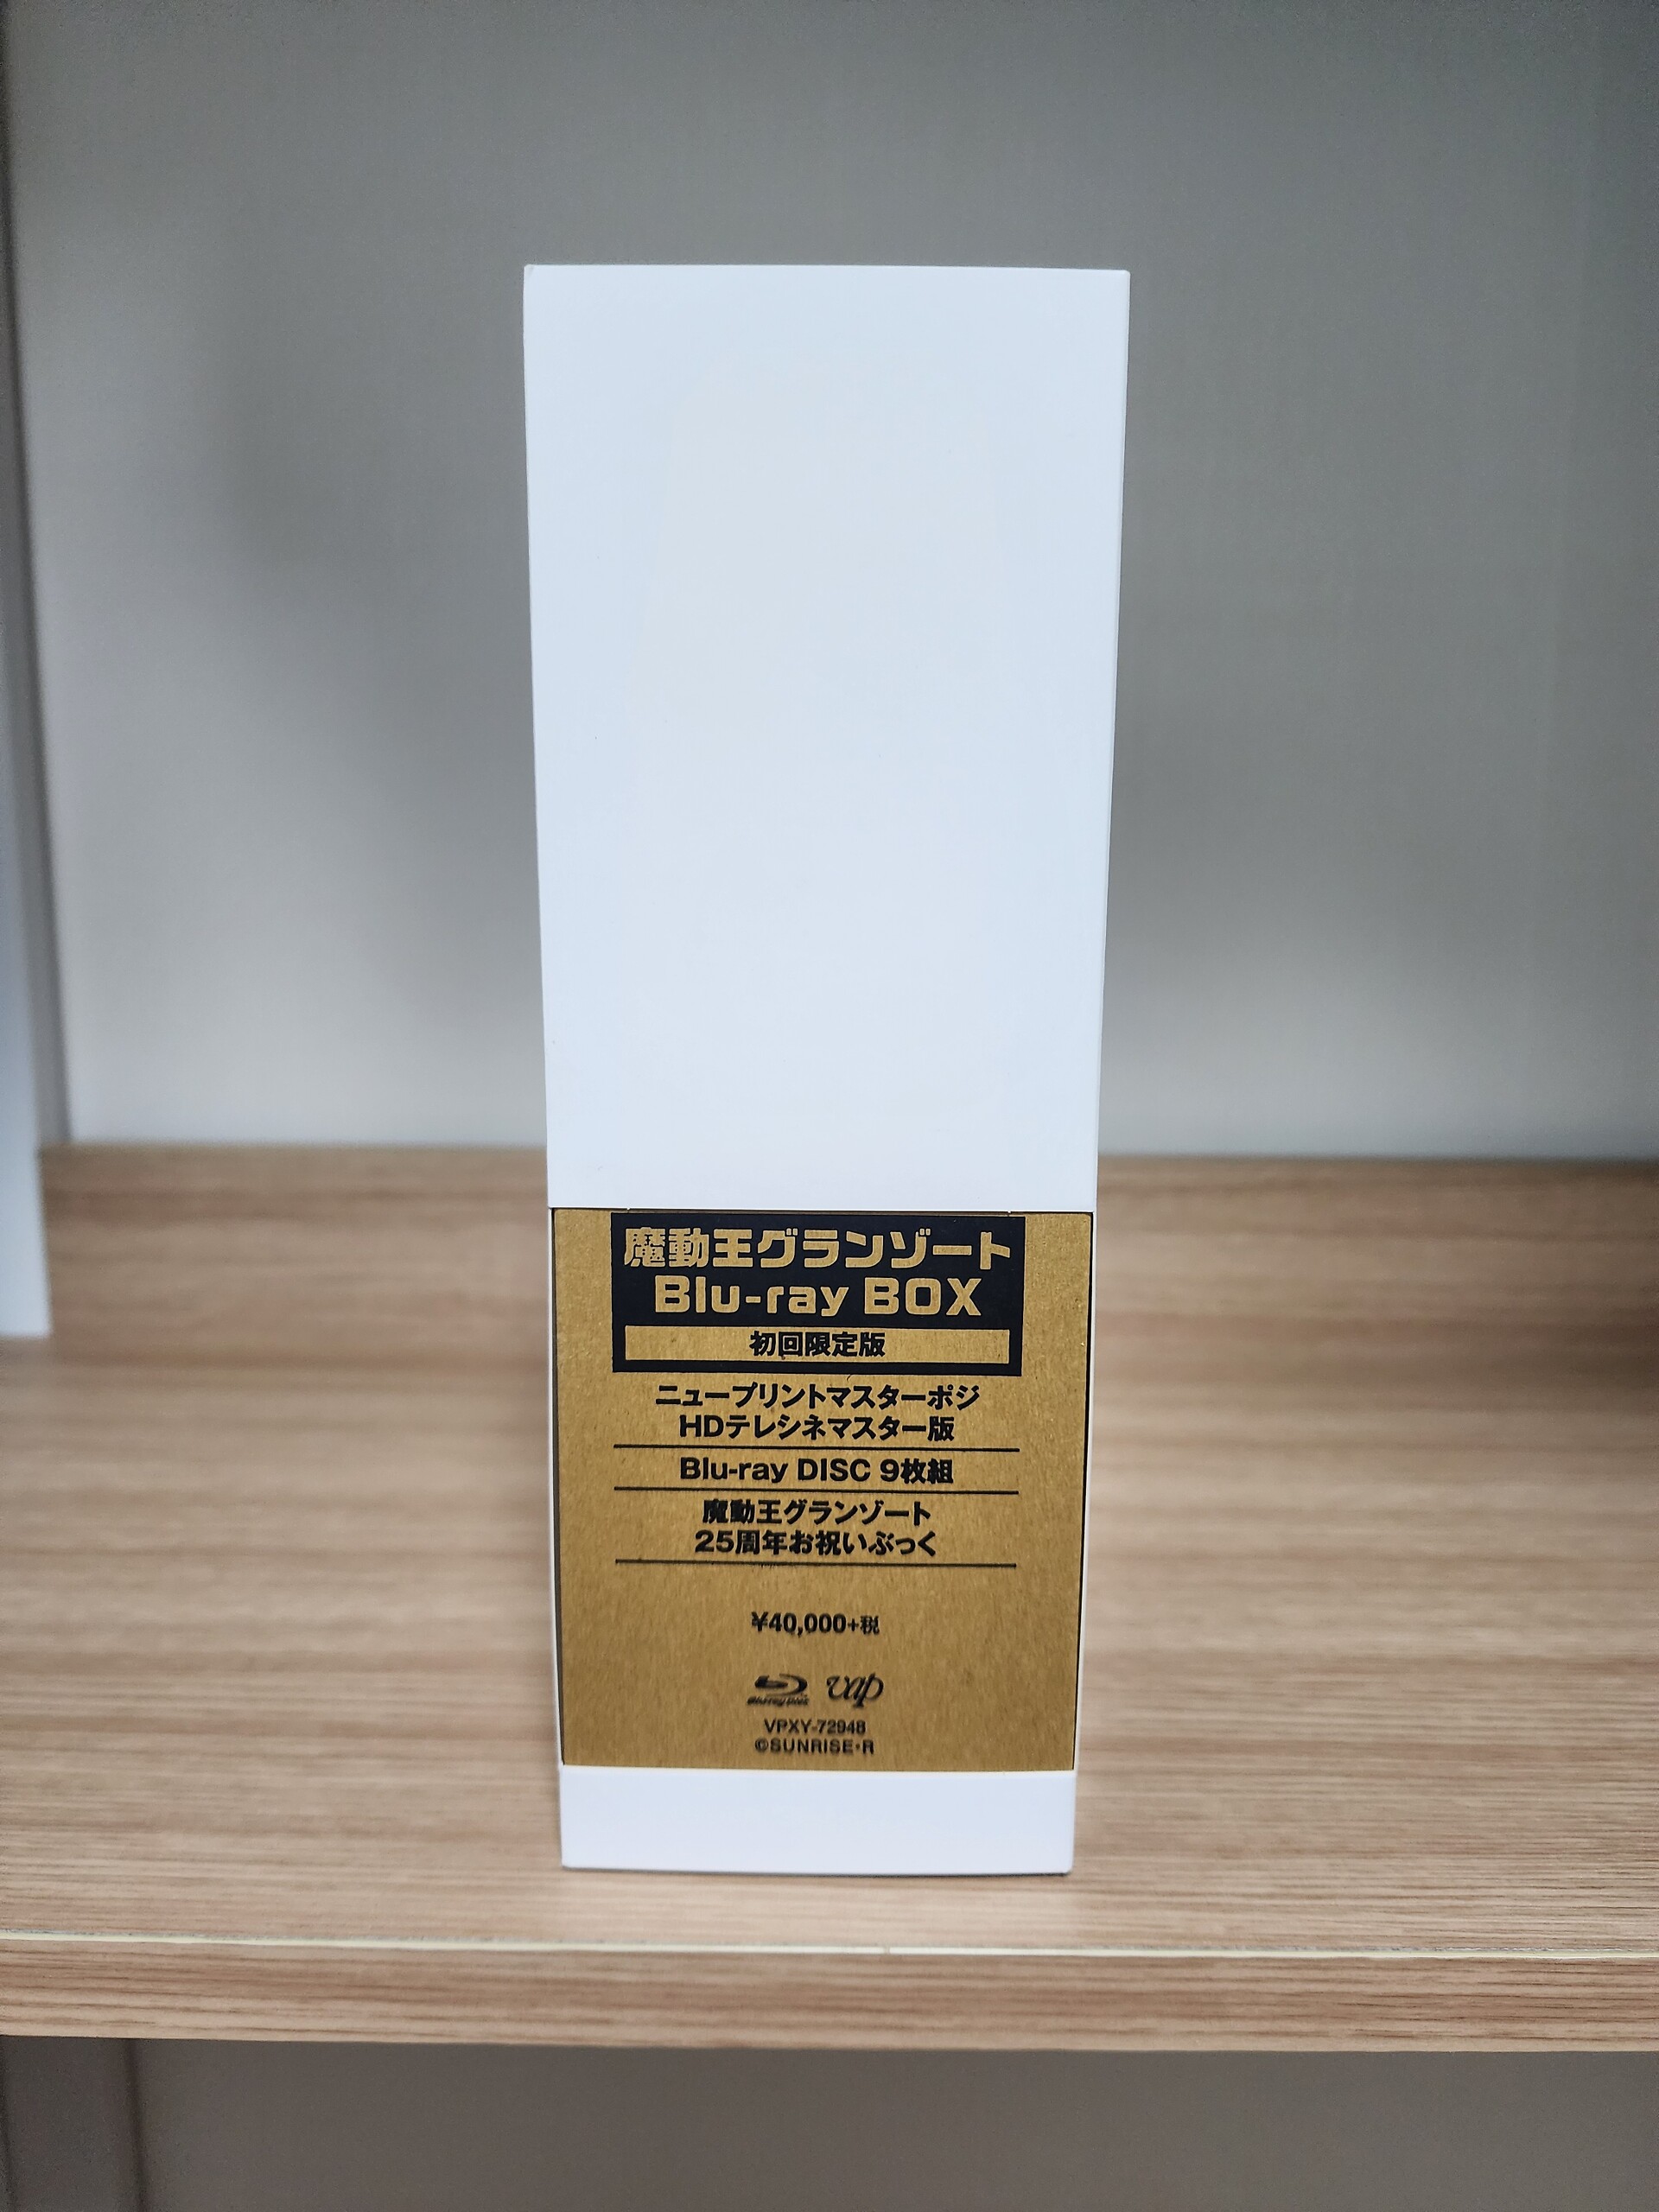 魔動王グランゾート
Blu-ray BOX
初回限定版
ニュープリントマスターポジ
HDテレシネマスター版
Blu-ray DISC 9枚組
魔動王グランゾート
25周年お祝いぶっく
¥40,000+税
Blu-ray Disc vap
VPXY-72948
©SUNRISE・R